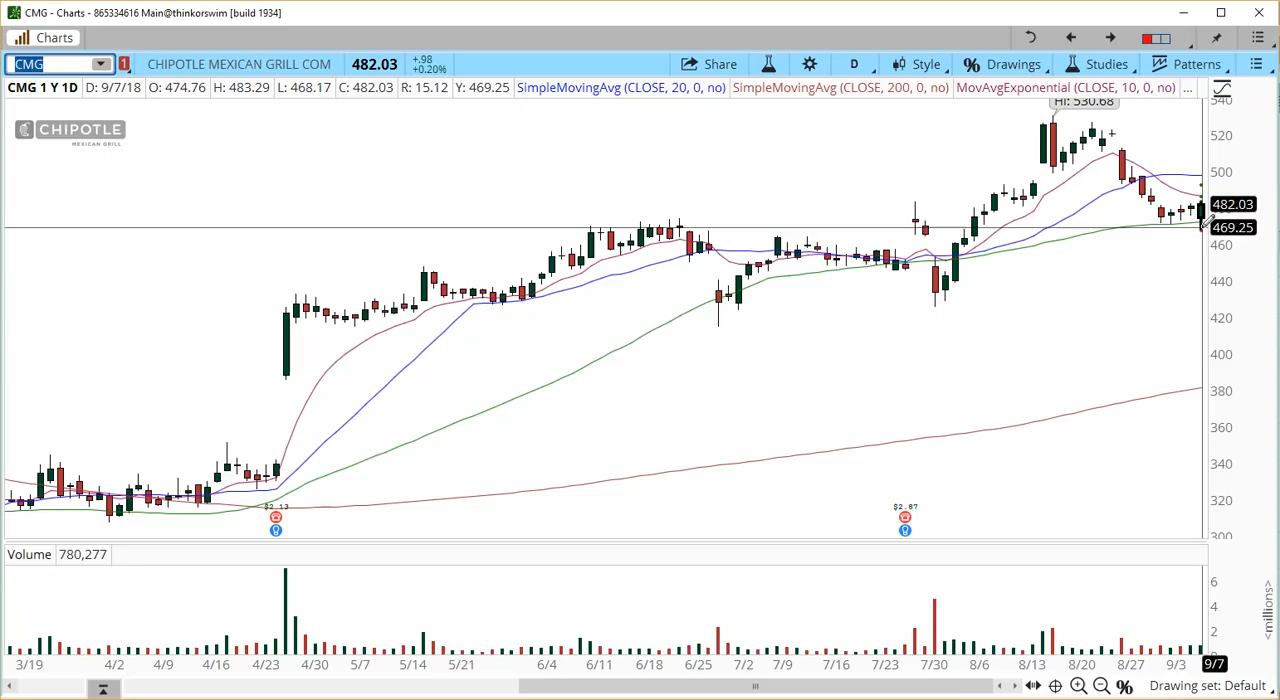 CMG - Charts - 865334616 Main@thinkorswim [build 1934]
Charts
CMG 1 CHIPOTLE MEXICAN GRILL COM 482.03 +.98 +0.20% Share D Style Drawings Studies Patterns
CMG 1 Y 1D D: 9/7/18 O: 474.76 H: 483.29 L: 468.17 C: 482.03 R: 15.12 Y: 469.25 SimpleMovingAvg (CLOSE, 20, 0, no) SimpleMovingAvg (CLOSE, 200, 0, no) MovAvgExponential (CLOSE, 10, 0, no) ...
Hi: 530.68
540
CHIPOTLE
MEXICAN GRILL
520
500
482.03
469.25
460
440
420
400
380
360
340
320
300
$2.13
$2.87
Volume 780,277
6
4
2
0
<millions>
3/19 4/2 4/9 4/16 4/23 4/30 5/7 5/14 5/21 6/4 6/11 6/18 6/25 7/2 7/9 7/16 7/23 7/30 8/6 8/13 8/20 8/27 9/3 9/7
Drawing set: Default